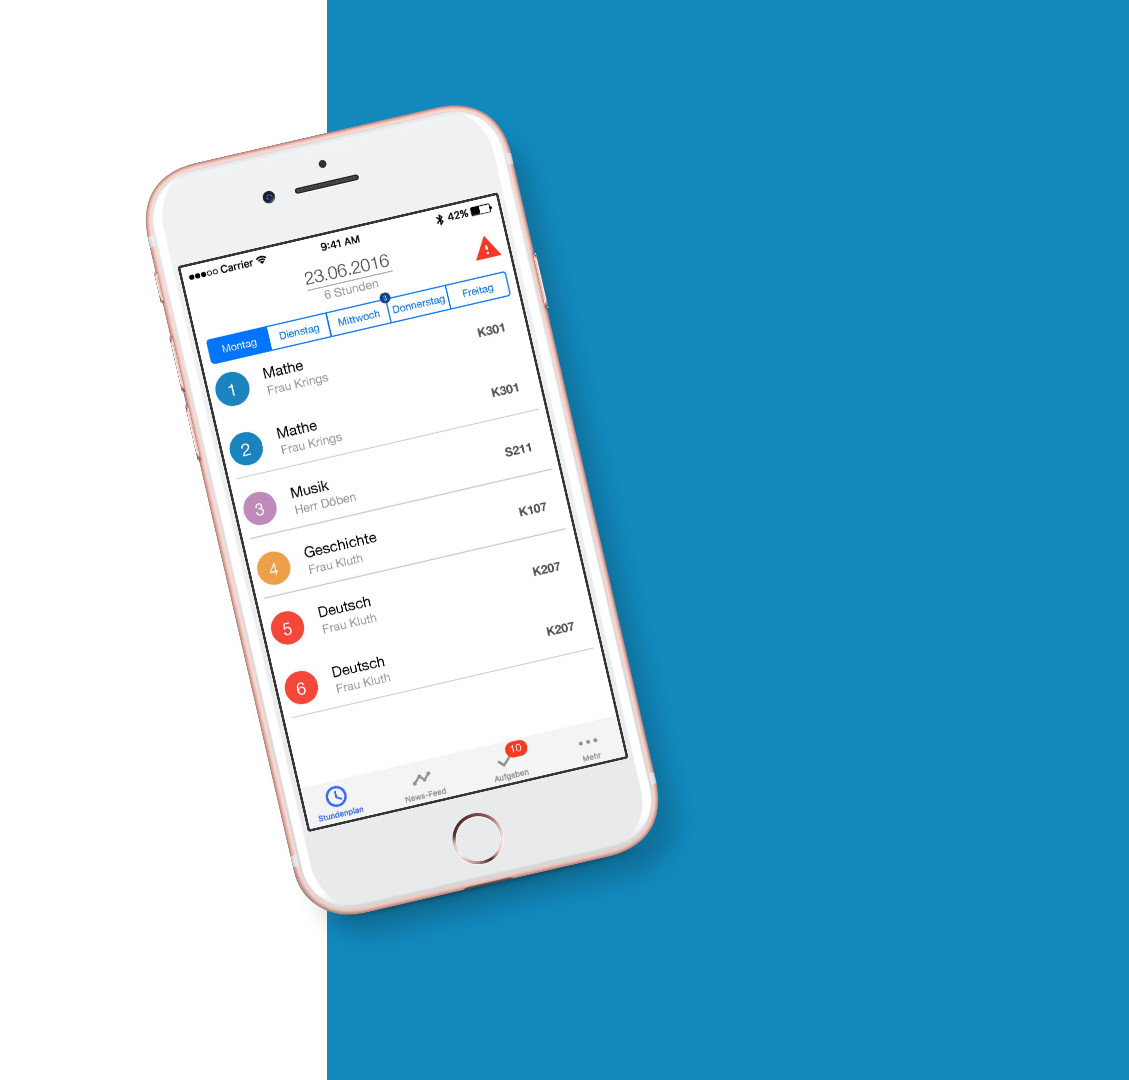 Carrier 9:41 AM 42%
23.06.2016
6 Stunden
Montag Dienstag Mittwoch 3 Donnerstag Freitag
1 Mathe K301
Frau Krings
2 Mathe K301
Frau Krings
3 Musik S211
Herr Döben
4 Geschichte K107
Frau Kluth
5 Deutsch K207
Frau Kluth
6 Deutsch K207
Frau Kluth
10
Stundenplan News-Feed Aufgaben Mehr